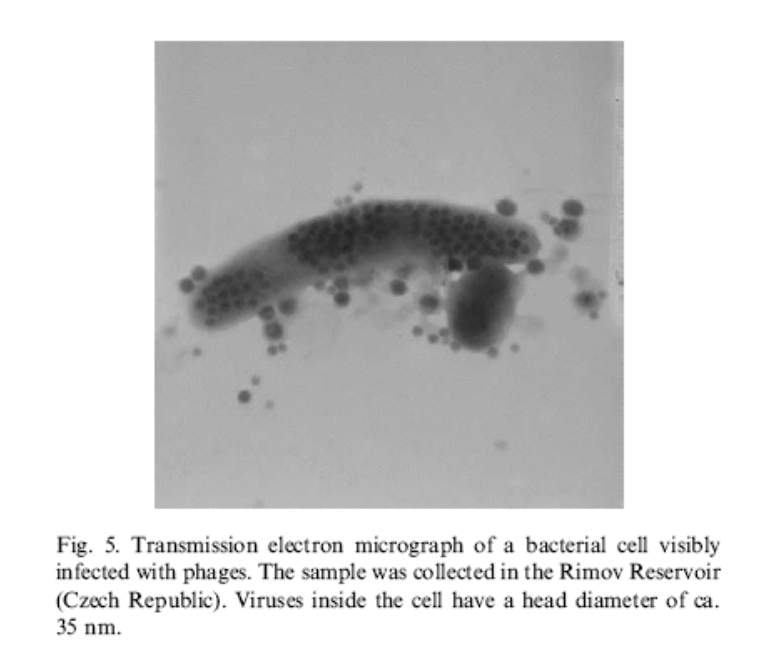 Fig. 5. Transmission electron micrograph of a bacterial cell visibly
infected with phages. The sample was collected in the Rimov Reservoir
(Czech Republic). Viruses inside the cell have a head diameter of ca.
35 nm.